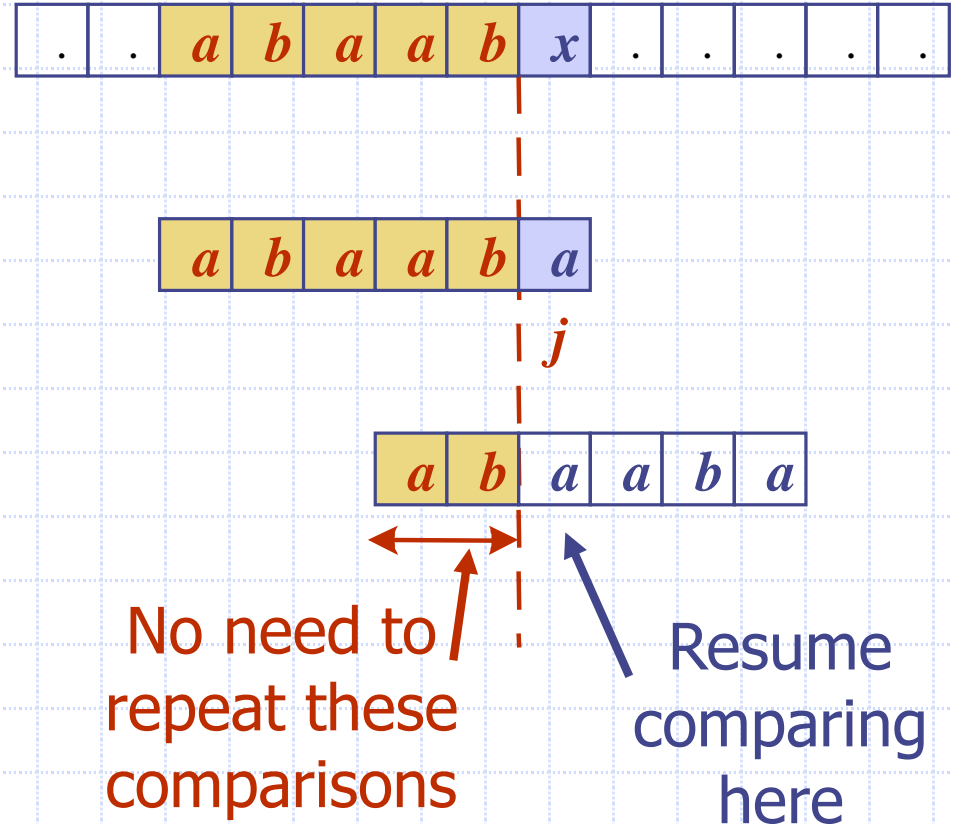 . . a b a a b x . . . . .
a b a a b a
j
a b a a b a
No need to
repeat these
comparisons
Resume
comparing
here